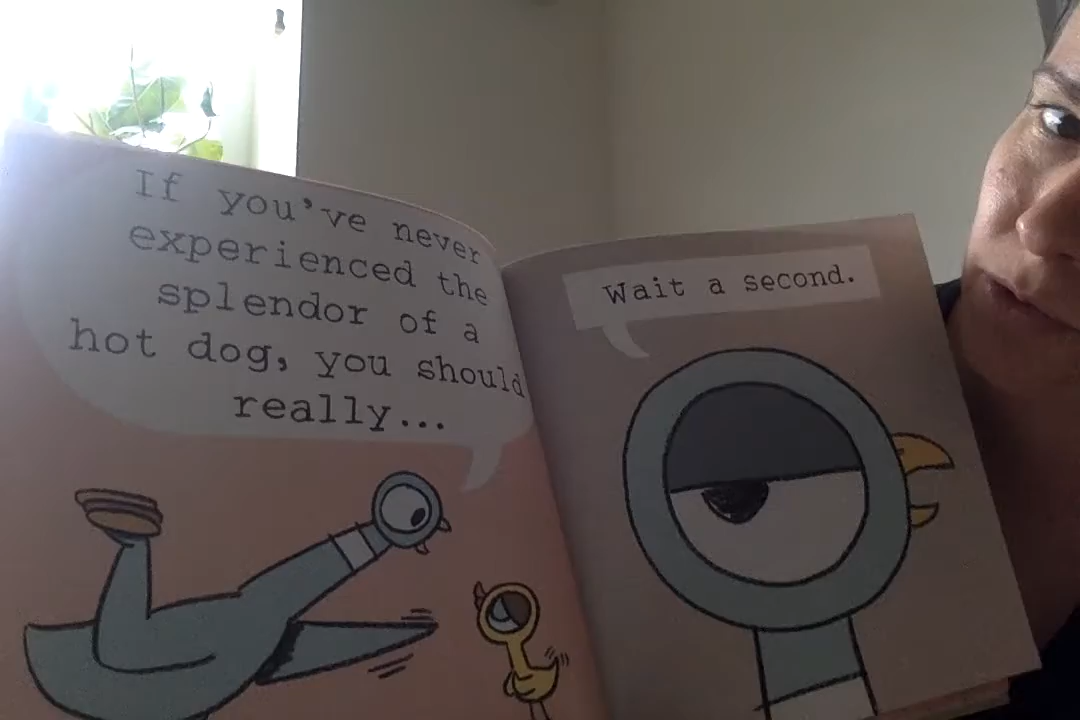 If you've never
experienced the
splendor of a
hot dog, you should
really...
Wait a second.